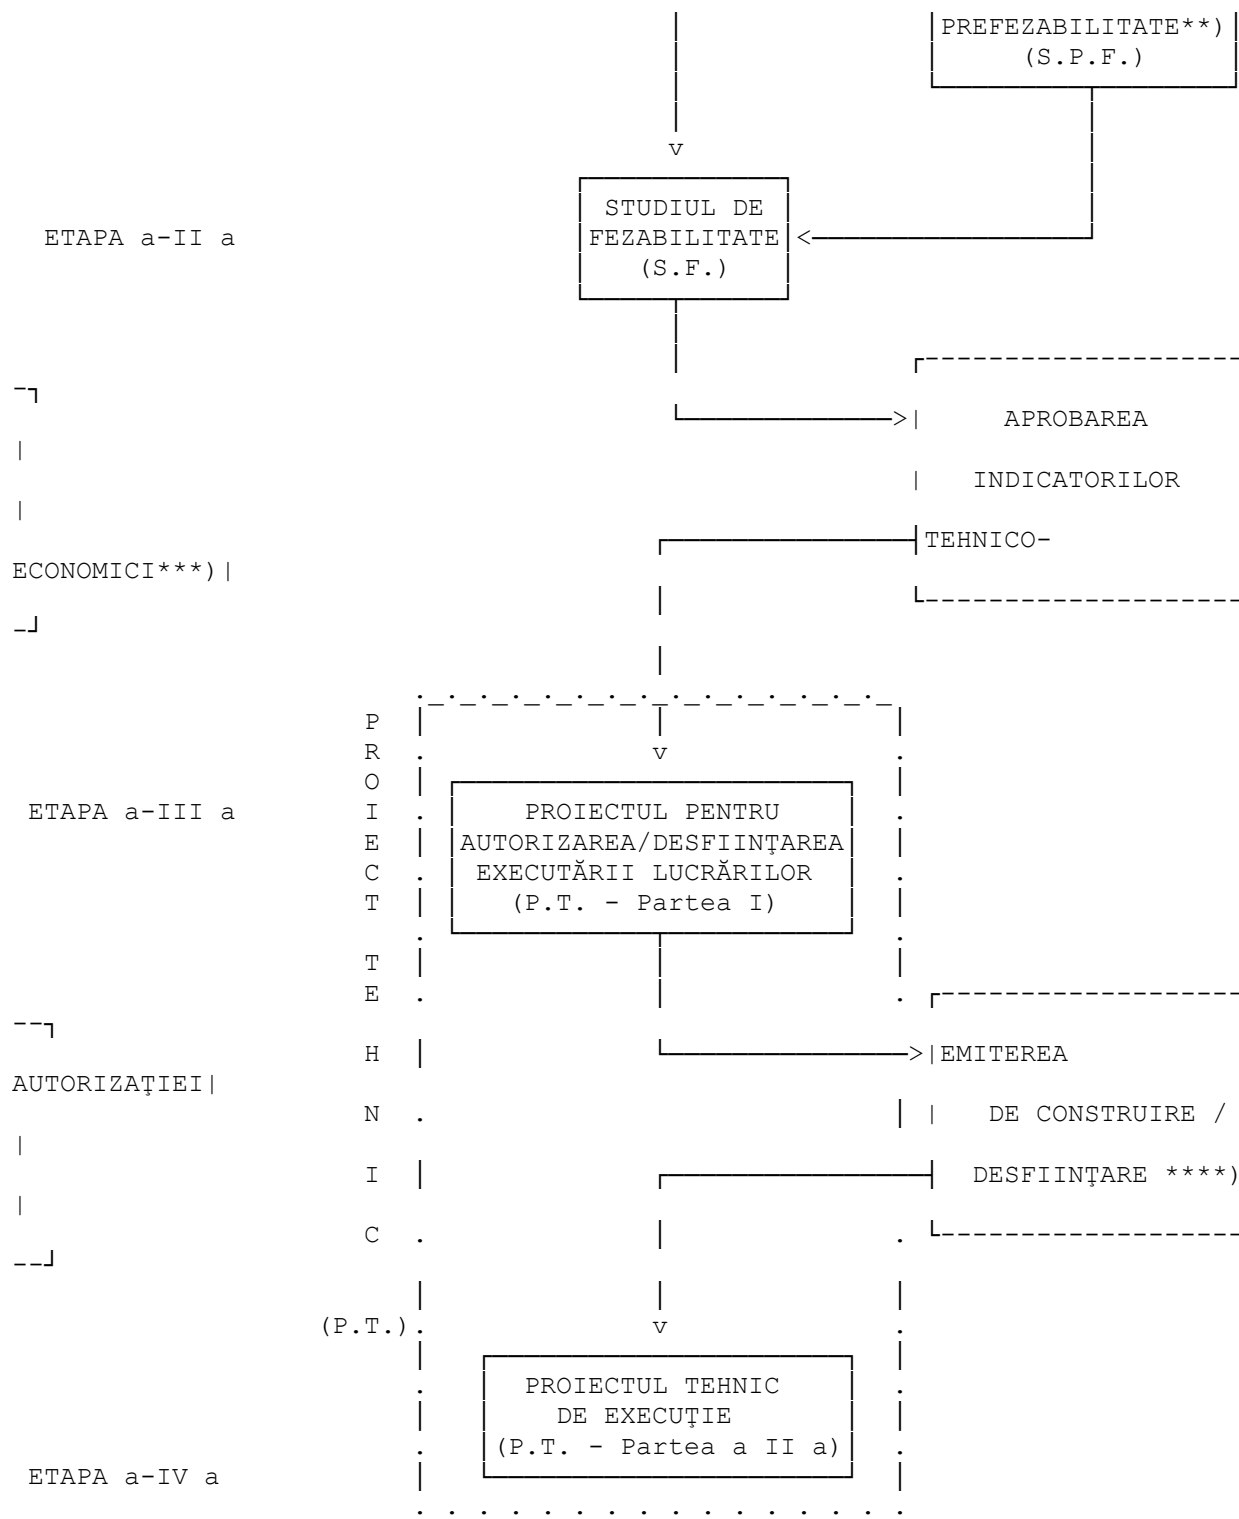 PREFEZABILITATE**)
(S.P.F.)
v
STUDIUL DE
ETAPA a-II a FEZABILITATE <
(S.F.)
> | APROBAREA
| INDICATORILOR
TEHNICO-
ECONOMICI***)|
P
R v
O
ETAPA a-III a I PROIECTUL PENTRU
E AUTORIZAREA/DESFIINŢAREA
C EXECUTĂRII LUCRĂRILOR
T (P.T. - Partea I)
T
E
H >|EMITEREA
AUTORIZAŢIEI|
N | DE CONSTRUIRE /
I DESFIINŢARE ****)
C
(P.T.) v
PROIECTUL TEHNIC
DE EXECUŢIE
(P.T. - Partea a II a)
ETAPA a-IV a